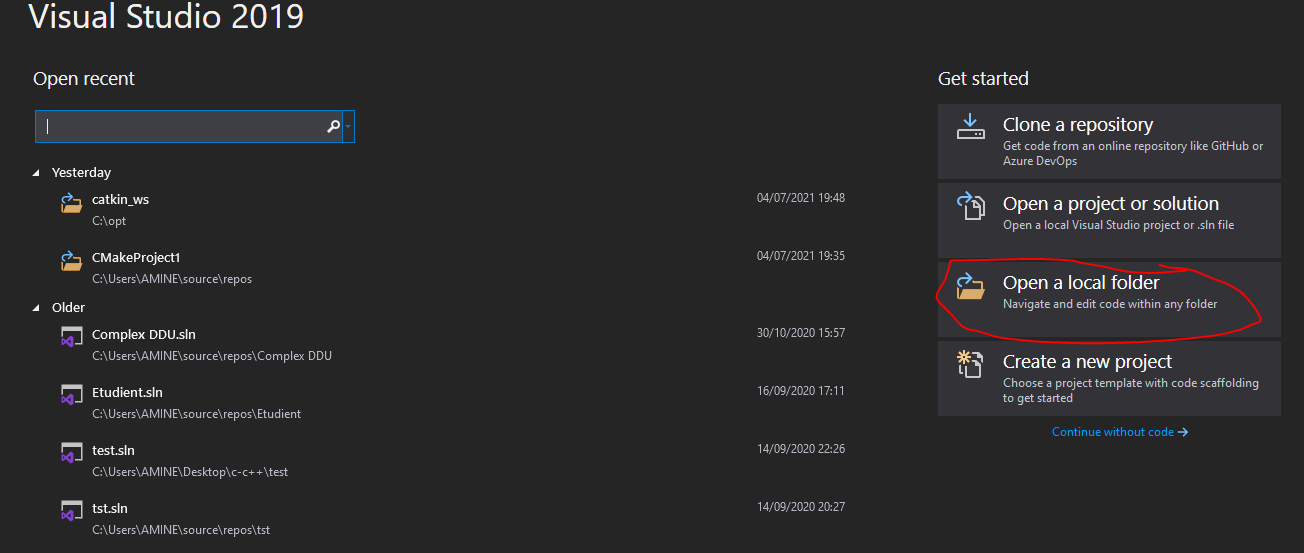 Visual Studio 2019
Open recent
Yesterday
catkin_ws
04/07/2021 19:48
C:\opt
CMakeProject1
04/07/2021 19:35
C:\Users\AMINE\source\repos
Older
Complex DDU.sln
30/10/2020 15:57
C:\Users\AMINE\source\repos\Complex DDU
Etudient.sln
16/09/2020 17:11
C:\Users\AMINE\source\repos\Etudient
test.sln
14/09/2020 22:26
C:\Users\AMINE\Desktop\c-c++\test
tst.sln
14/09/2020 20:27
C:\Users\AMINE\source\repos\tst
Get started
Clone a repository
Get code from an online repository like GitHub or
Azure DevOps
Open a project or solution
Open a local Visual Studio project or .sln file
Open a local folder
Navigate and edit code within any folder
Create a new project
Choose a project template with code scaffolding
to get started
Continue without code →